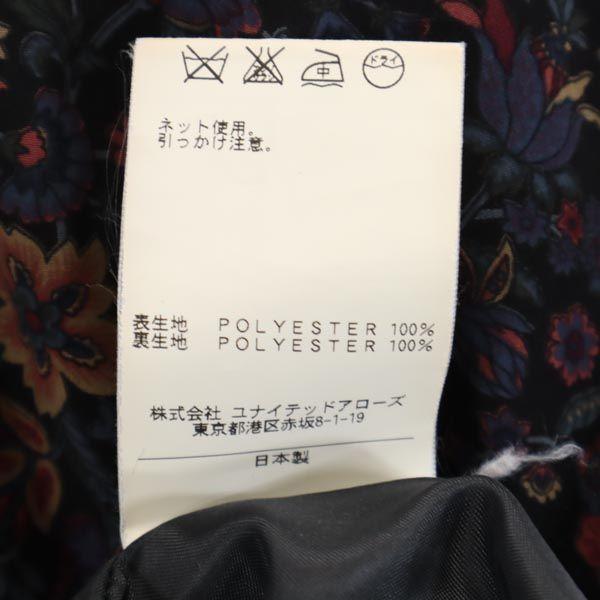 中 ドライ
ネット使用。
引っかけ注意。
表生地 POLYESTER 100%
裏生地 POLYESTER 100%
株式会社 ユナイテッドアローズ
東京都港区赤坂8-1-19
日本製